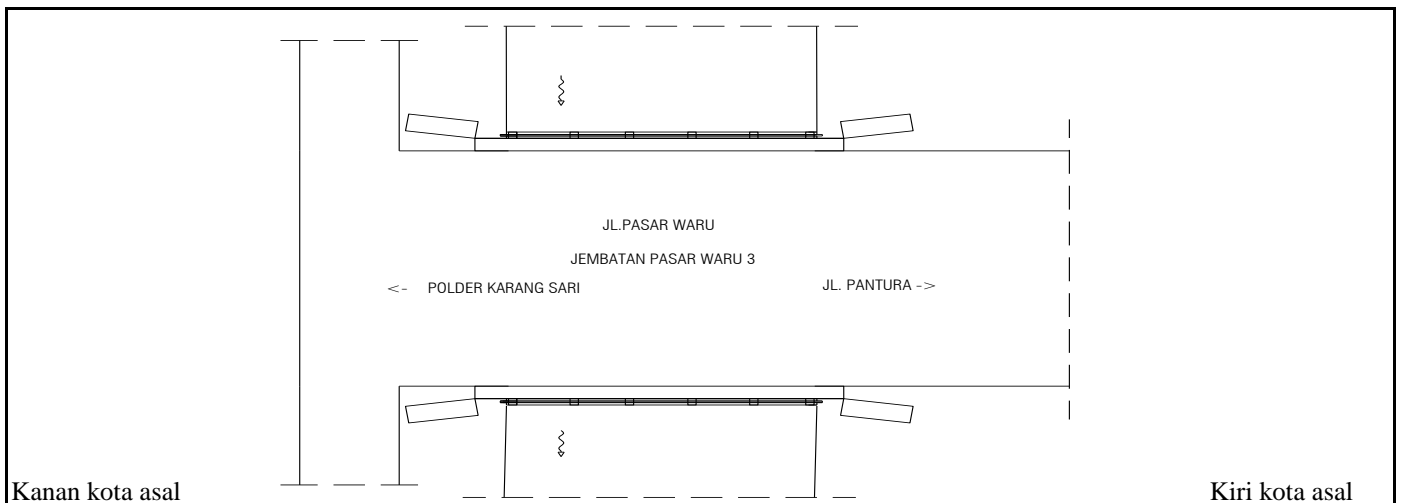 JL.PASAR WARU
JEMBATAN PASAR WARU 3
<- POLDER KARANG SARI
JL. PANTURA ->
Kanan kota asal
Kiri kota asal